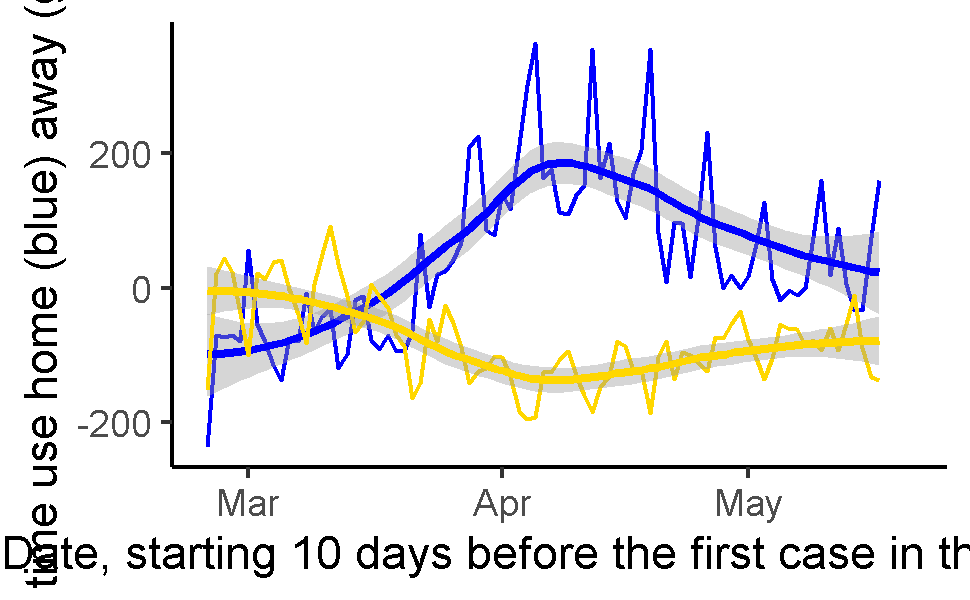 time use home (blue) away (
200
0
-200
Mar
Apr
May
Date, starting 10 days before the first case in th